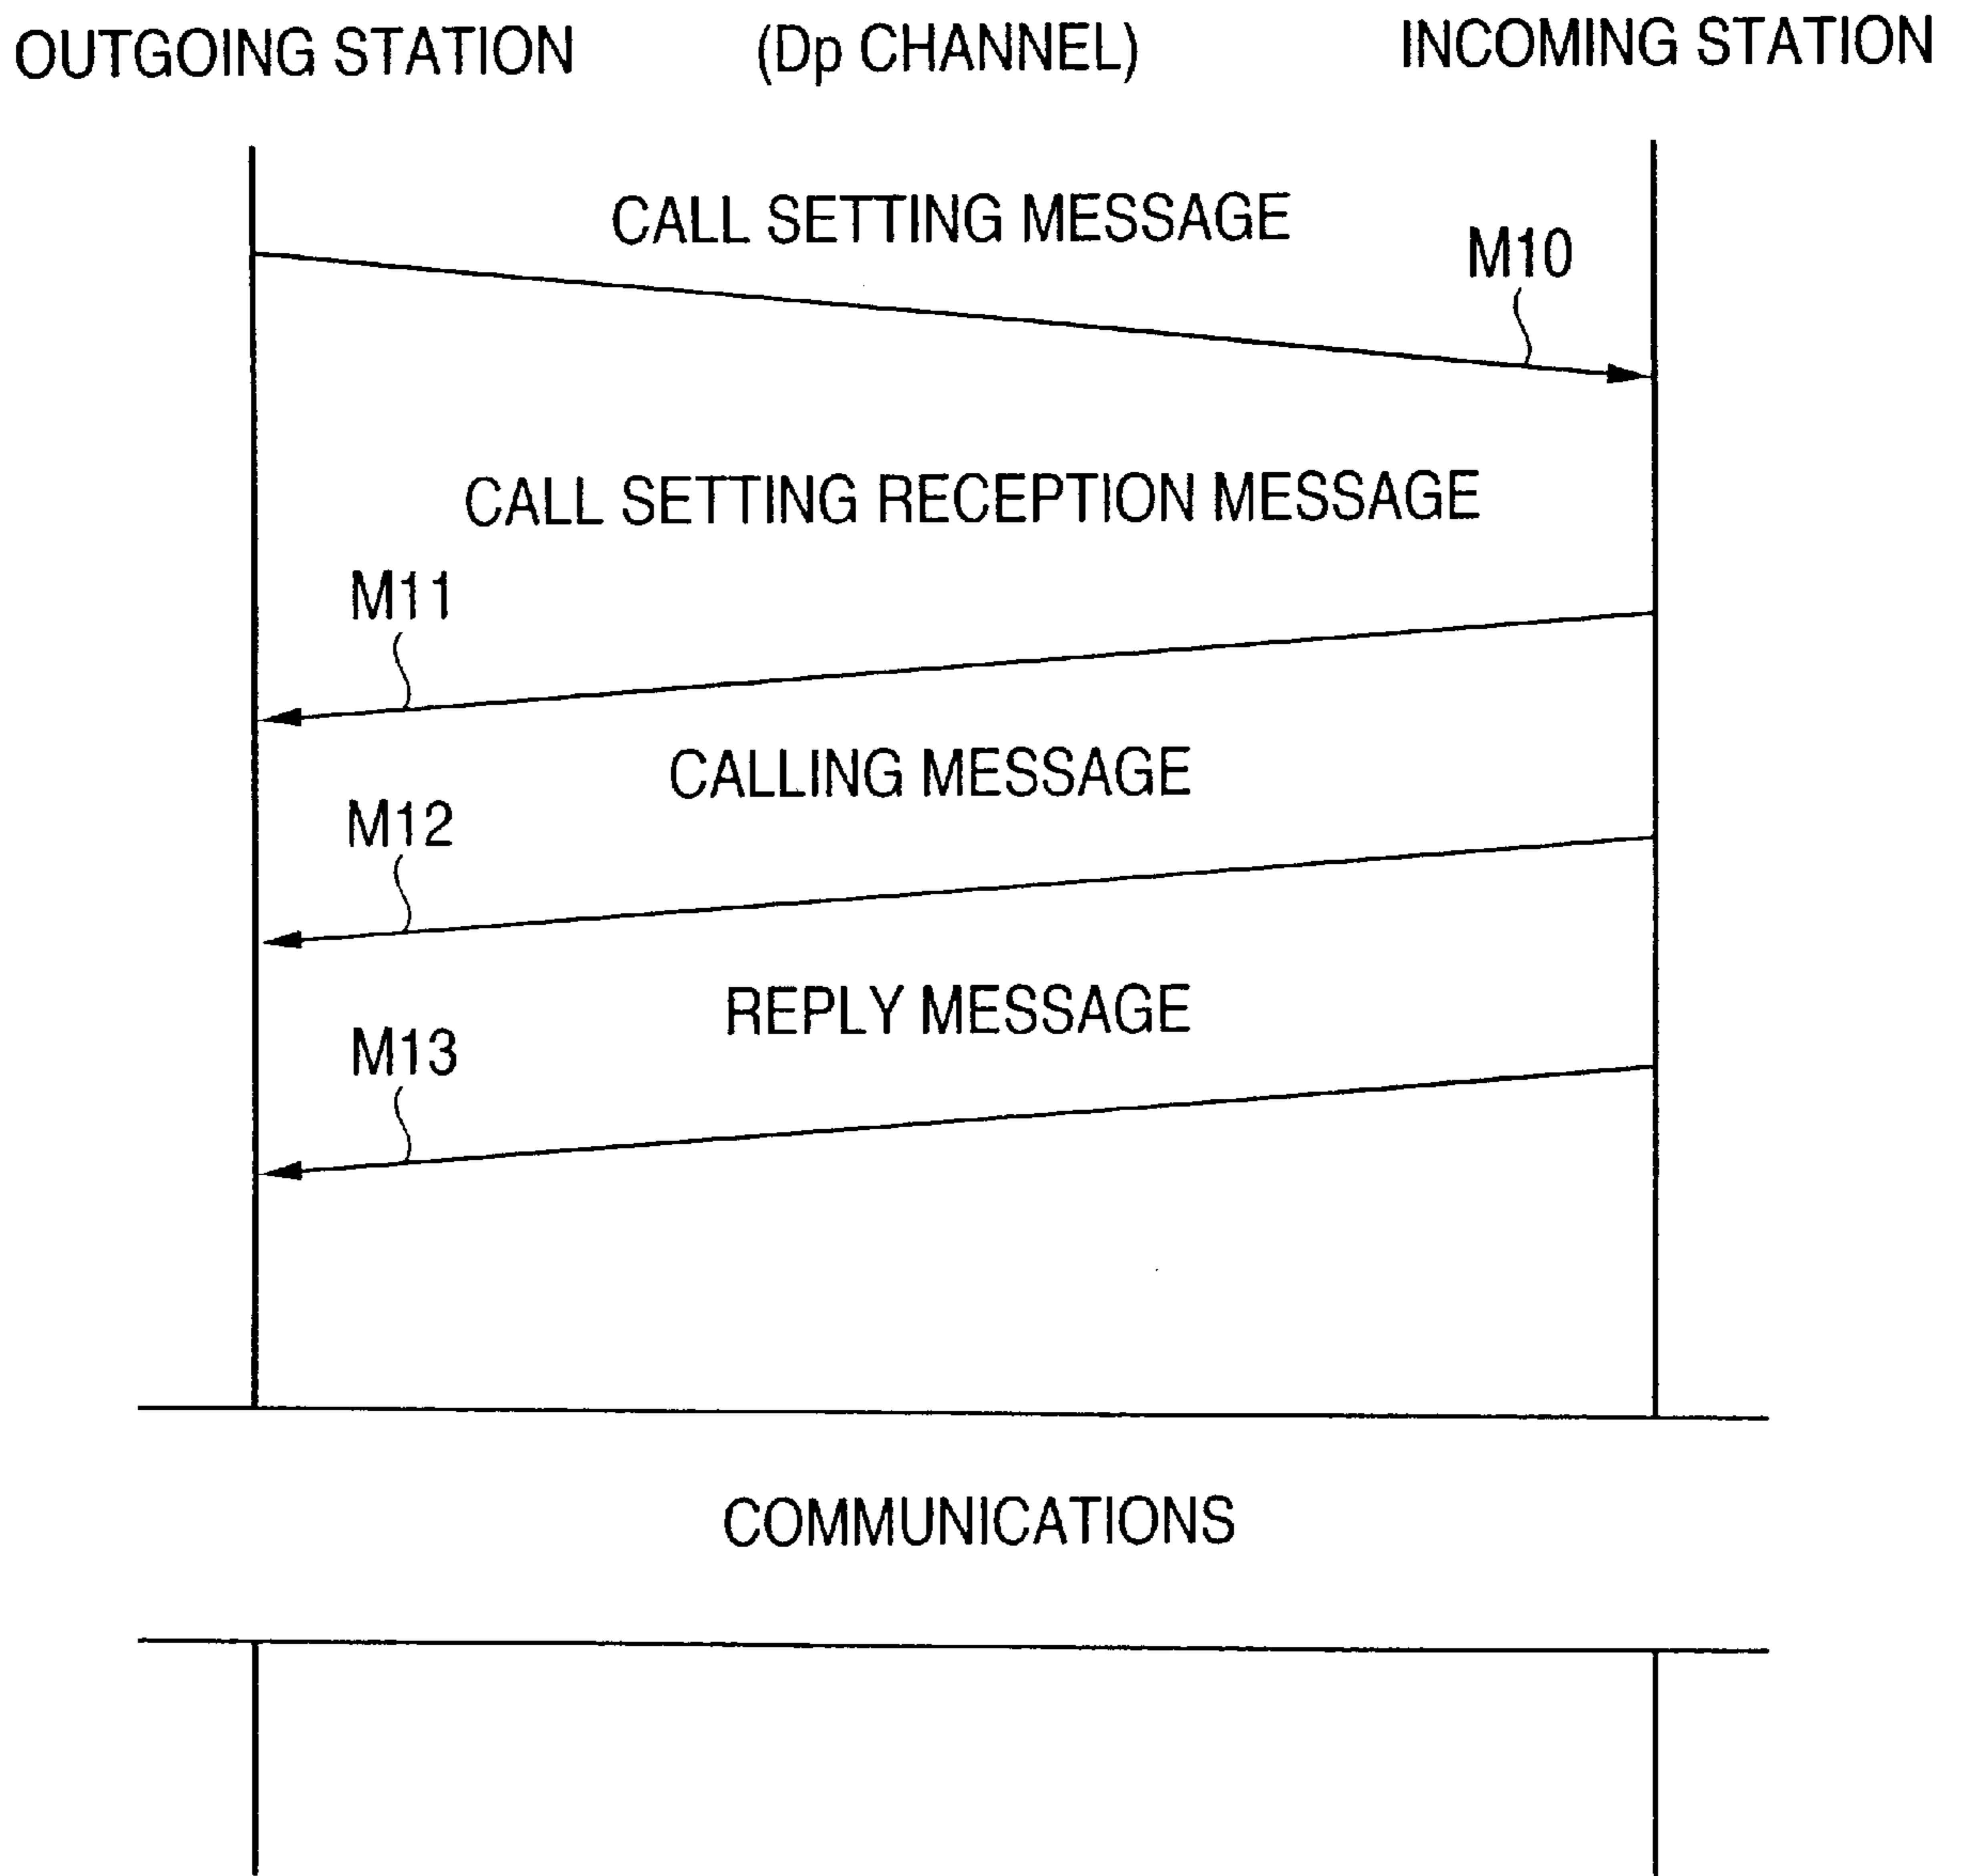 OUTGOING STATION (Dp CHANNEL) INCOMING STATION
CALL SETTING MESSAGE
M10
CALL SETTING RECEPTION MESSAGE
M11
CALLING MESSAGE
M12
REPLY MESSAGE
M13
COMMUNICATIONS